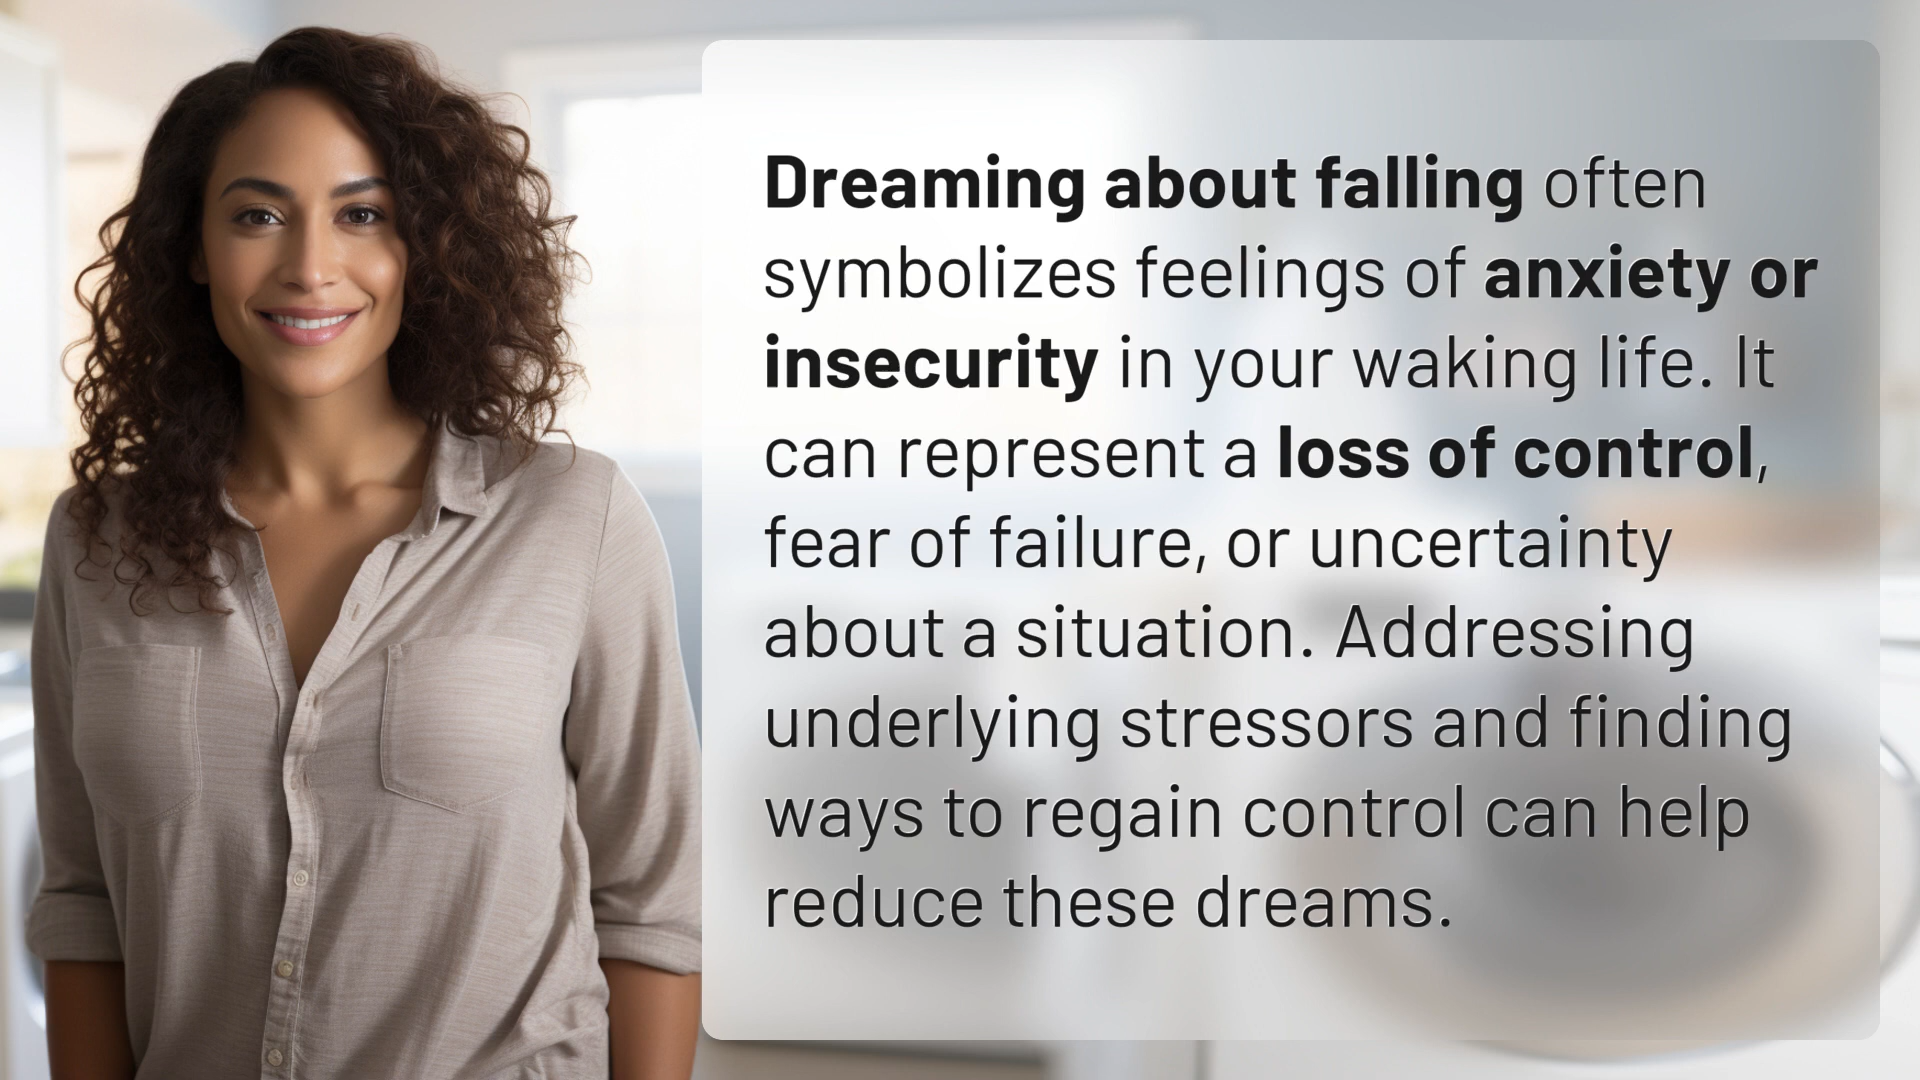 Dreaming about falling often
symbolizes feelings of anxiety or
insecurity in your waking life. It
can represent a loss of control,
fear of failure, or uncertainty
about a situation. Addressing
underlying stressors and finding
ways to regain control can help
reduce these dreams.